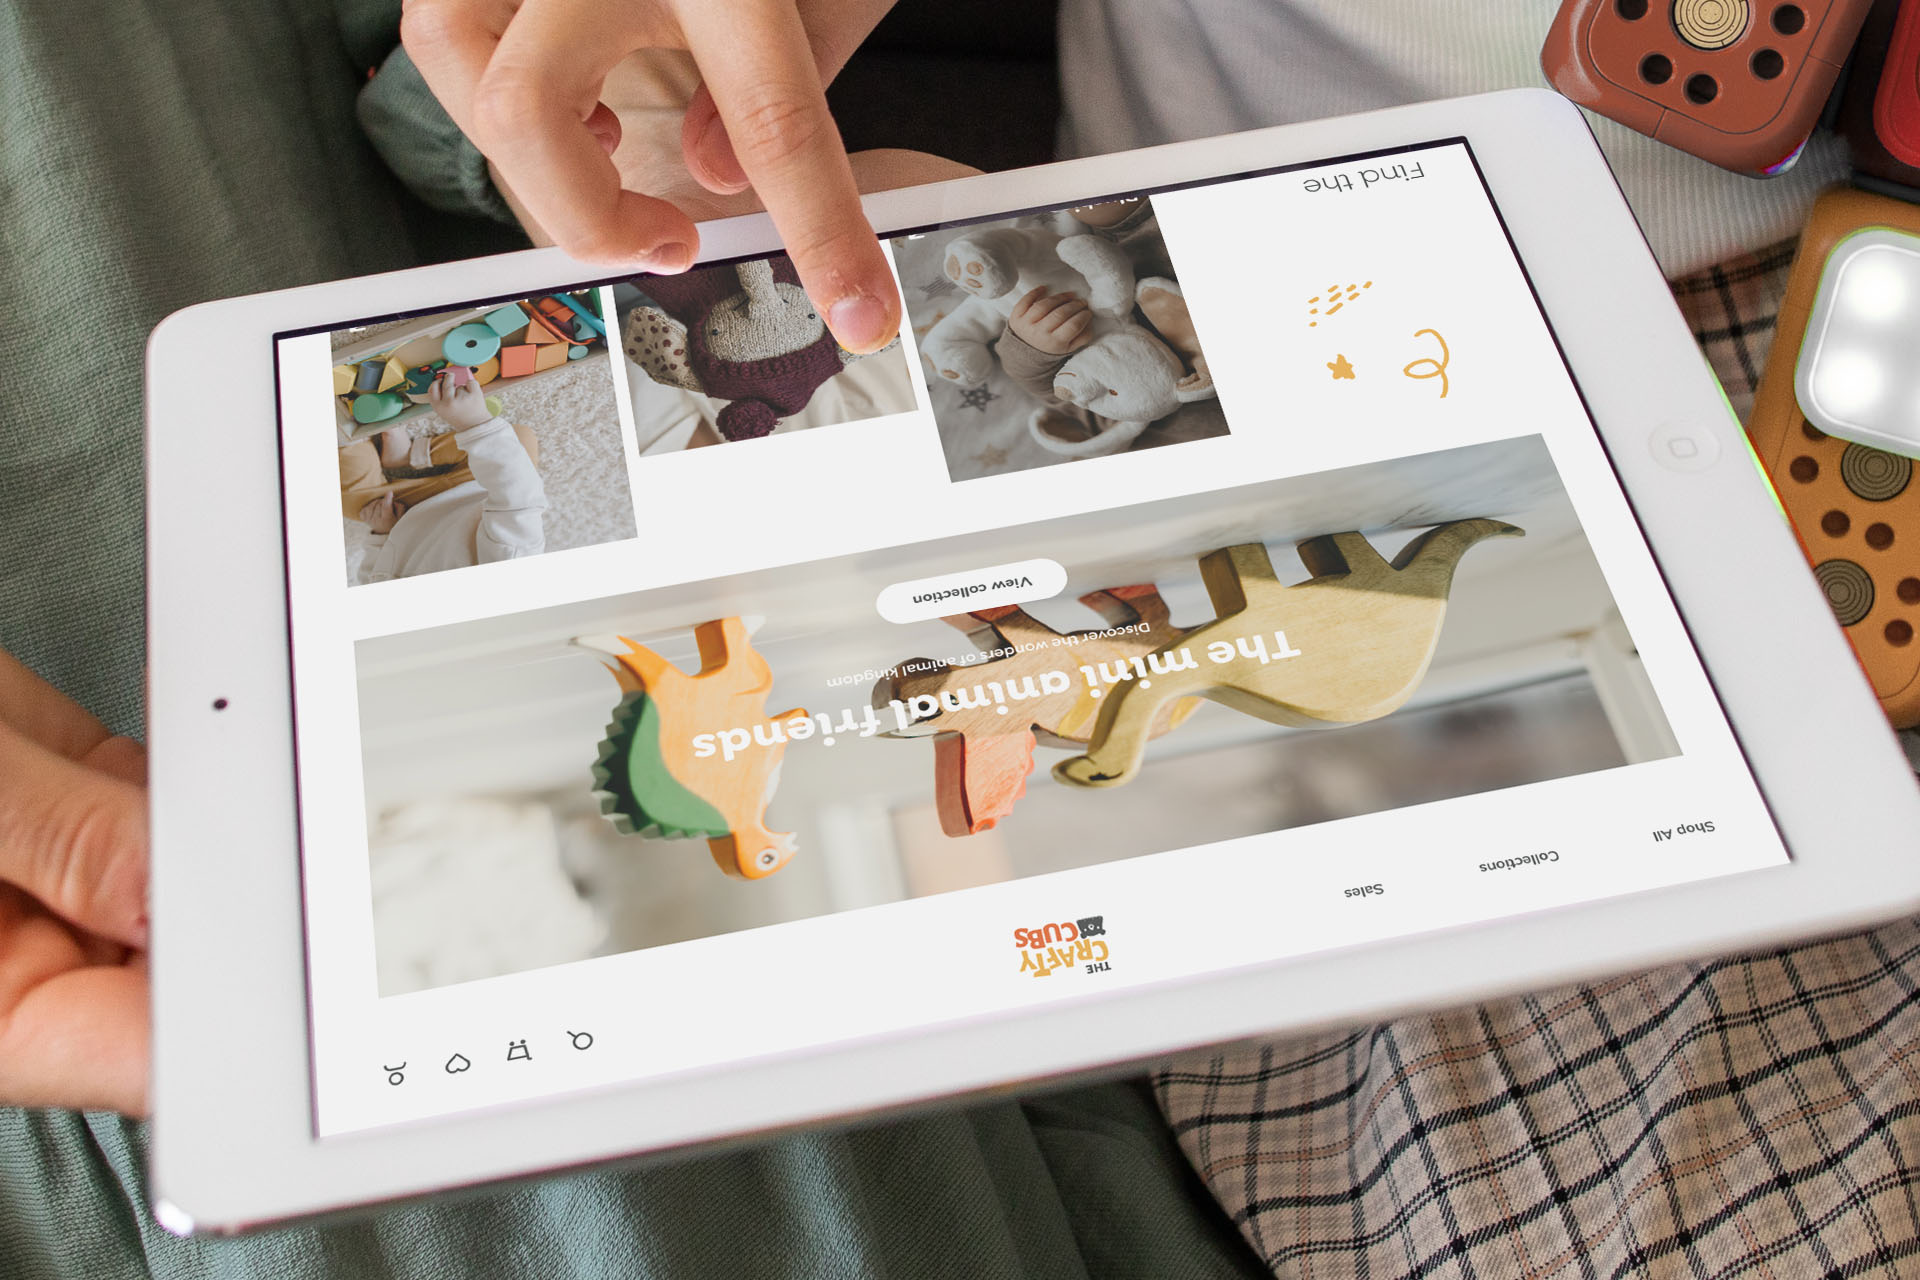 Shop All
Collections
Sales
THE
CRAFTY
CUBS
The mini animal friends
Discover the wonders of animal kingdom
View collection
Find the